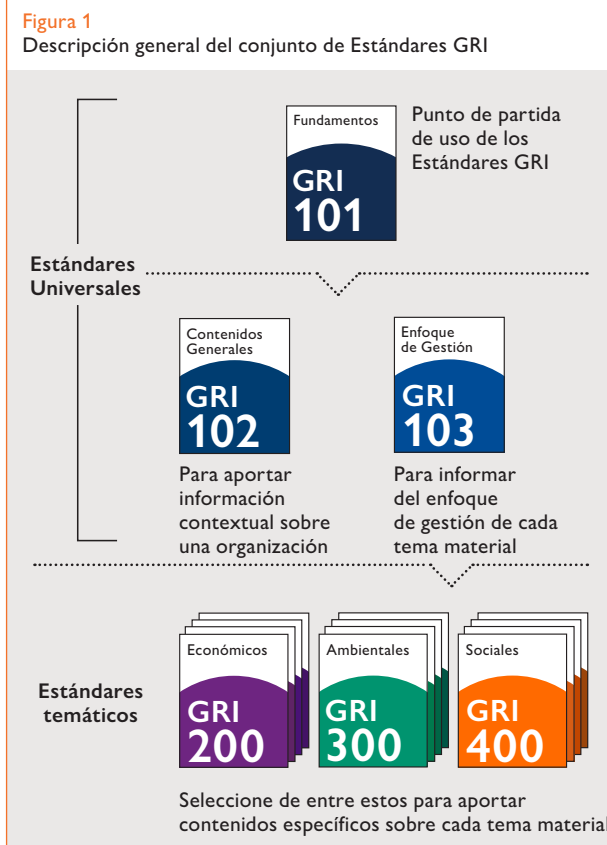 Figura 1
Descripción general del conjunto de Estándares GRI
Fundamentos
GRI
101
Punto de partida
de uso de los
Estándares GRI
Estándares
Universales
Contenidos
Generales
GRI
102
Para aportar
información
contextual sobre
una organización
Enfoque
de Gestión
GRI
103
Para informar
del enfoque
de gestión de cada
tema material
Estándares
temáticos
Económicos
GRI
200
Ambientales
GRI
300
Sociales
GRI
400
Seleccione de entre estos para aportar
contenidos específicos sobre cada tema material